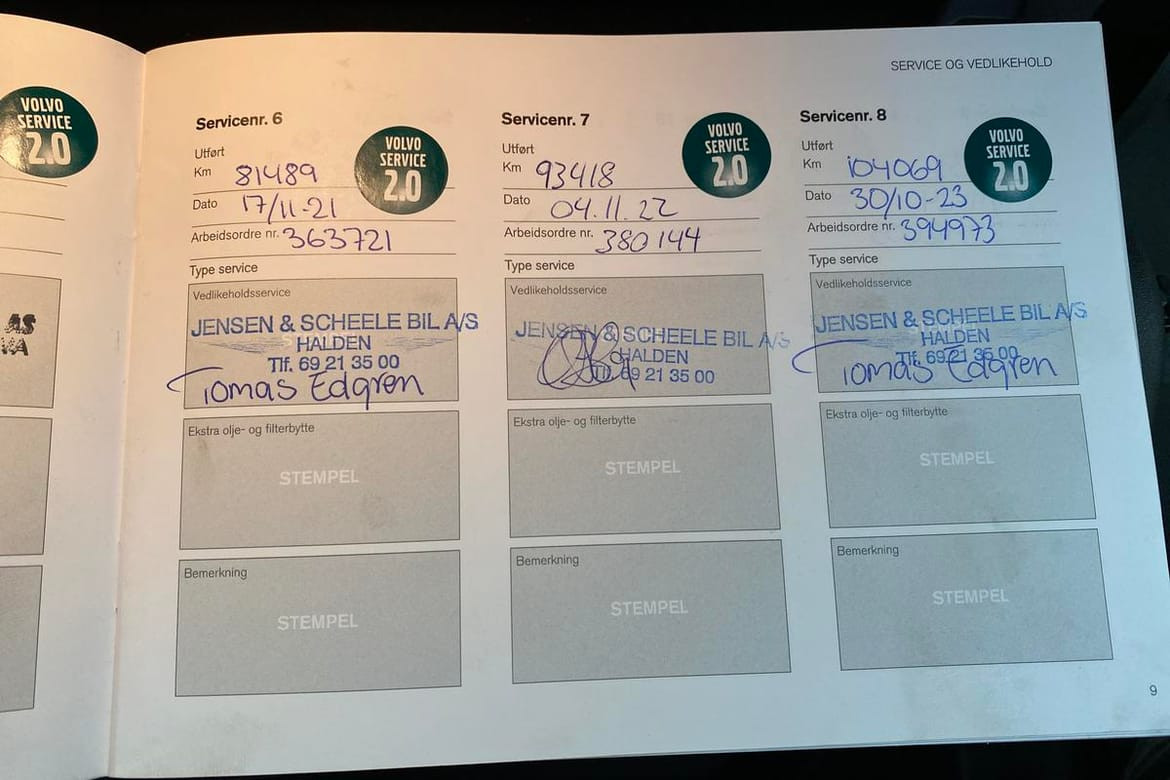 SERVICE OG VEDLIKEHOLD
VOLVO
SERVICE
2.0
AS
Servicenr. 6
VOLVO
SERVICE
2.0
Utført
Km 81489
Dato 17/11-21
Arbeidsordre nr. 363721
Type service
Vedlikeholdsservice
JENSEN & SCHEELE BIL A/S
HALDEN
Tlf. 69 21 35 00
Tomas Edgren
Ekstra olje- og filterbytte
STEMPEL
Bemerkning
STEMPEL
Servicenr. 7
VOLVO
SERVICE
2.0
Utført
Km 93418
Dato 04.11.22
Arbeidsordre nr. 380144
Type service
Vedlikeholdsservice
JENSEN & SCHEELE BIL A/S
HALDEN
69 21 35 00
Ekstra olje- og filterbytte
STEMPEL
Bemerkning
STEMPEL
Servicenr. 8
VOLVO
SERVICE
2.0
Utført
Km 104069
Dato 30/10-23
Arbeidsordre nr. 394973
Type service
Vedlikeholdsservice
JENSEN & SCHEELE BIL A/S
HALDEN
Tlf. 69 21 35 00
Tomas Edgren
Ekstra olje- og filterbytte
STEMPEL
Bemerkning
STEMPEL
9